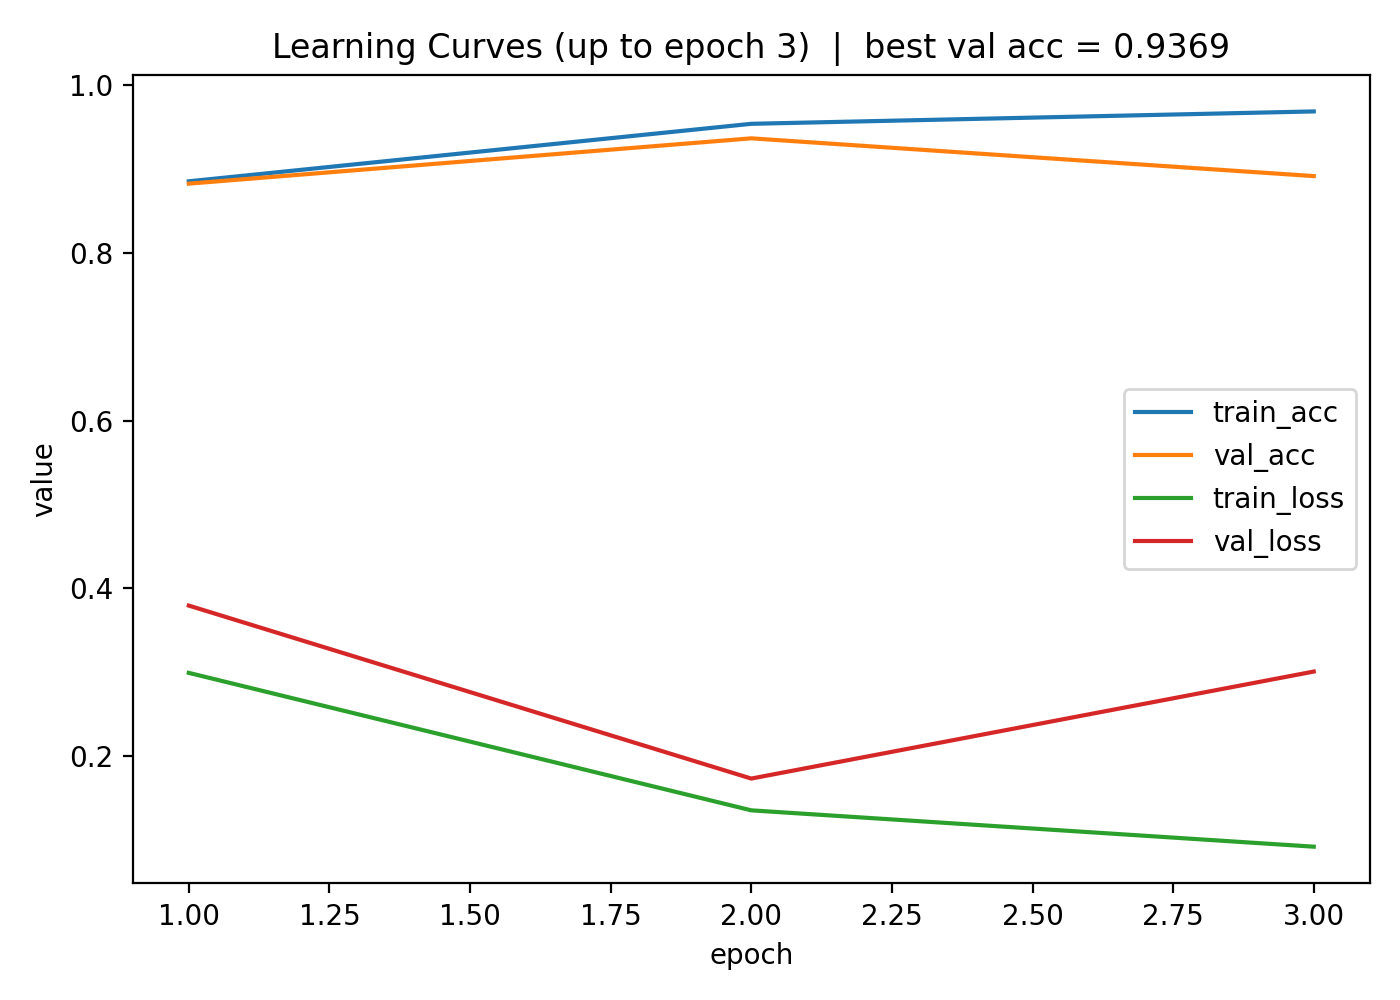 Learning Curves (up to epoch 3) | best val acc = 0.9369
1.0
0.8
0.6
0.4
0.2
value
train_acc
val_acc
train_loss
val_loss
1.00 1.25 1.50 1.75 2.00 2.25 2.50 2.75 3.00
epoch